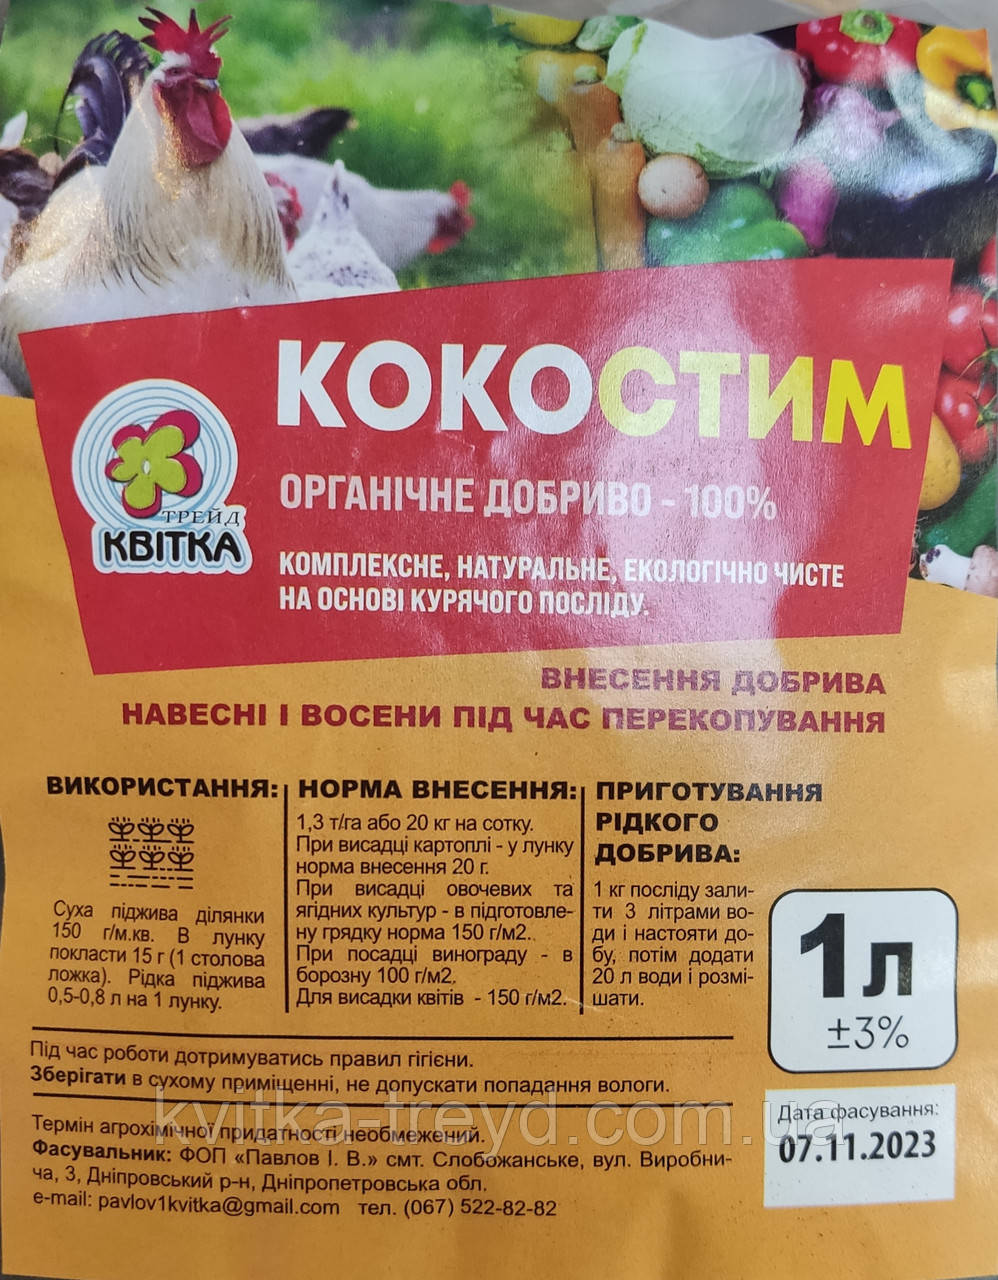 КОКОСТИМ
ОРГАНІЧНЕ ДОБРИВО - 100%
КОМПЛЕКСНЕ, НАТУРАЛЬНЕ, ЕКОЛОГІЧНО ЧИСТЕ
НА ОСНОВІ КУРЯЧОГО ПОСЛІДУ.
ТРЕЙД
КВІТКА
ВНЕСЕННЯ ДОБРИВА
НАВЕСНІ І ВОСЕНИ ПІД ЧАС ПЕРЕКОПУВАННЯ
ВИКОРИСТАННЯ:
Суха піджива ділянки
150 г/м.кв. В лунку
покласти 15 г (1 столова
ложка). Рідка піджива
0,5-0,8 л на 1 лунку.
НОРМА ВНЕСЕННЯ:
1,3 т/га або 20 кг на сотку.
При висадці картоплі - у лунку
норма внесення 20 г.
При висадці овочевих та
ягідних культур - в підготовле-
ну грядку норма 150 г/м2.
При посадці винограду - в
борозну 100 г/м2.
Для висадки квітів - 150 г/м2.
ПРИГОТУВАННЯ
РІДКОГО
ДОБРИВА:
1 кг посліду зали-
ти 3 літрами во-
ди і настояти до-
бу, потім додати
20 л води і розмі-
шати.
1 л
±3%
Під час роботи дотримуватись правил гігієни.
Зберігати в сухому приміщенні, не допускати попадання вологи.
Термін агрохімічної придатності необмежений.
Фасувальник: ФОП «Павлов І. В.» смт. Слобожанське, вул. Виробни-
ча, 3, Дніпровський р-н, Дніпропетровська обл.
e-mail: pavlov1kvitka@gmail.com тел. (067) 522-82-82
Дата фасування:
07.11.2023
kvitka-treyd.com.ua